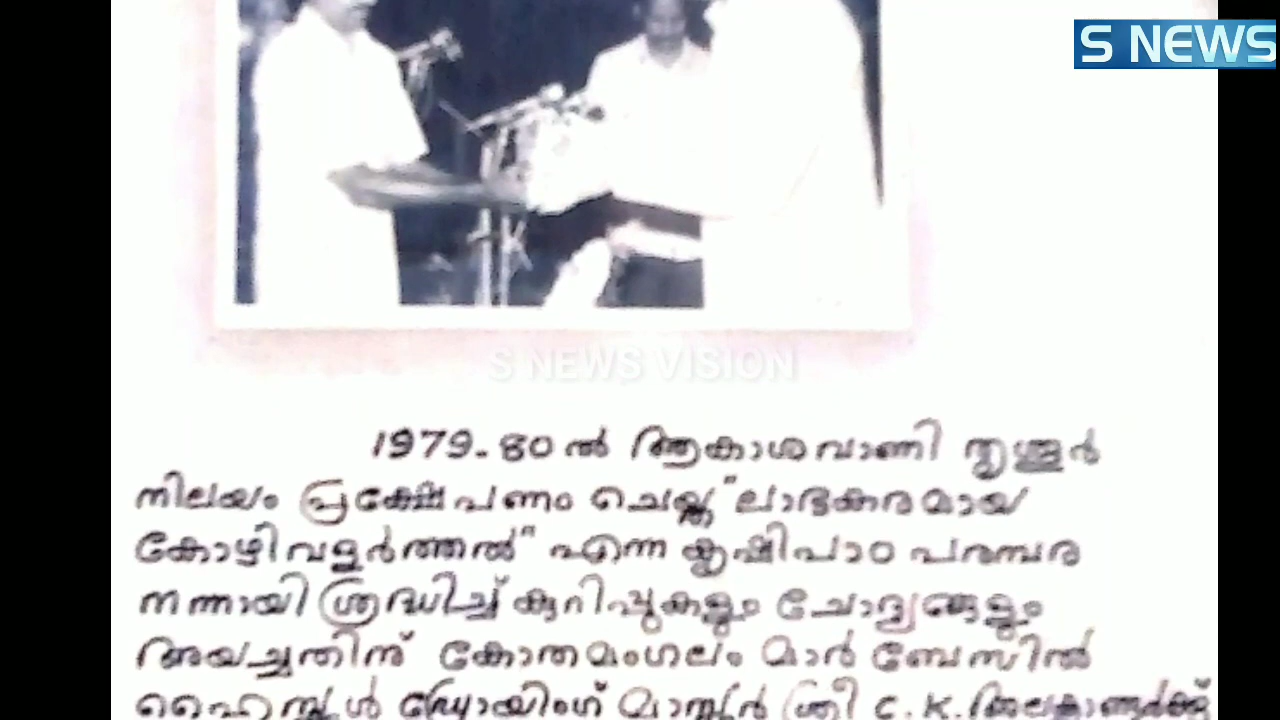 S NEWS
S NEWS VISION
1979-80 ൽ ആകാശവാണി തൃശ്ശൂർ
നിലയം പ്രക്ഷേപണം ചെയ്ത "ലാഭകരമായ
കോഴിവളർത്തൽ" എന്ന കൃഷിപാഠ പരമ്പര
നന്നായി ശ്രദ്ധിച്ച് കുറിപ്പുകളും ചോദ്യങ്ങളും
അയച്ചതിന് കോതമംഗലം മാർ ബേസിൽ
ഹൈസ്കൂൾ ഡ്രോയിംഗ് മാസ്റ്റർ ശ്രീ C.K.